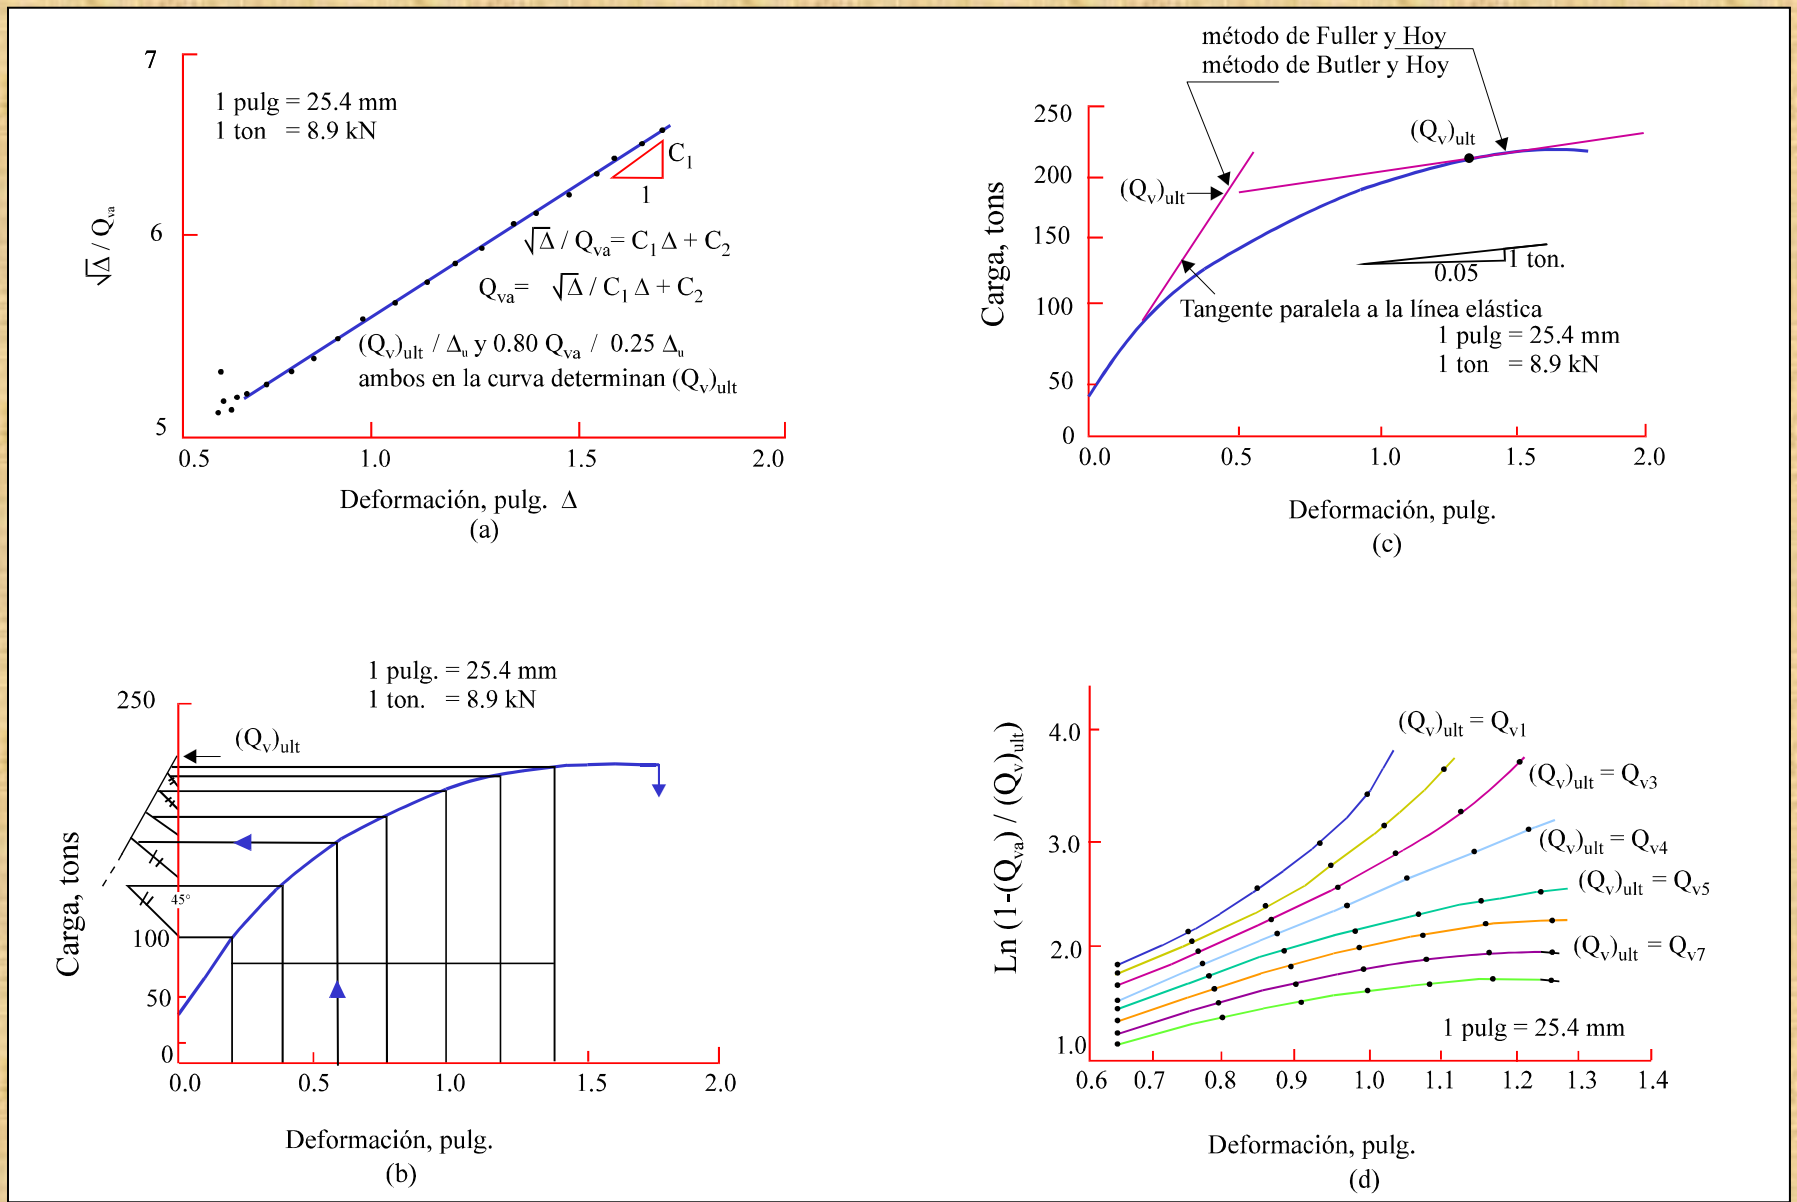 7
1 pulg = 25.4 mm
1 ton = 8.9 kN
C1
1
√Δ / Qva
6
√Δ / Qva= C1 Δ + C2
Qva= √Δ / C1 Δ + C2
(Qv)ult / Δu y 0.80 Qva / 0.25 Δu
ambos en la curva determinan (Qv)ult
5
0.5 1.0 1.5 2.0
Deformación, pulg. Δ
(a)
método de Fuller y Hoy
método de Butler y Hoy
250
(Qv)ult
200
(Qv)ult
Carga, tons
150
1 ton.
0.05
100
Tangente paralela a la línea elástica
1 pulg = 25.4 mm
1 ton = 8.9 kN
50
0
0.0 0.5 1.0 1.5 2.0
Deformación, pulg.
(c)
1 pulg. = 25.4 mm
1 ton. = 8.9 kN
250
(Qv)ult
Carga, tons
45°
100
50
0
0.0 0.5 1.0 1.5 2.0
Deformación, pulg.
(b)
Ln (1-(Qva) / (Qv)ult)
4.0
(Qv)ult = Qv1
(Qv)ult = Qv3
3.0
(Qv)ult = Qv4
(Qv)ult = Qv5
2.0
(Qv)ult = Qv7
1 pulg = 25.4 mm
1.0
0.6 0.7 0.8 0.9 1.0 1.1 1.2 1.3 1.4
Deformación, pulg.
(d)